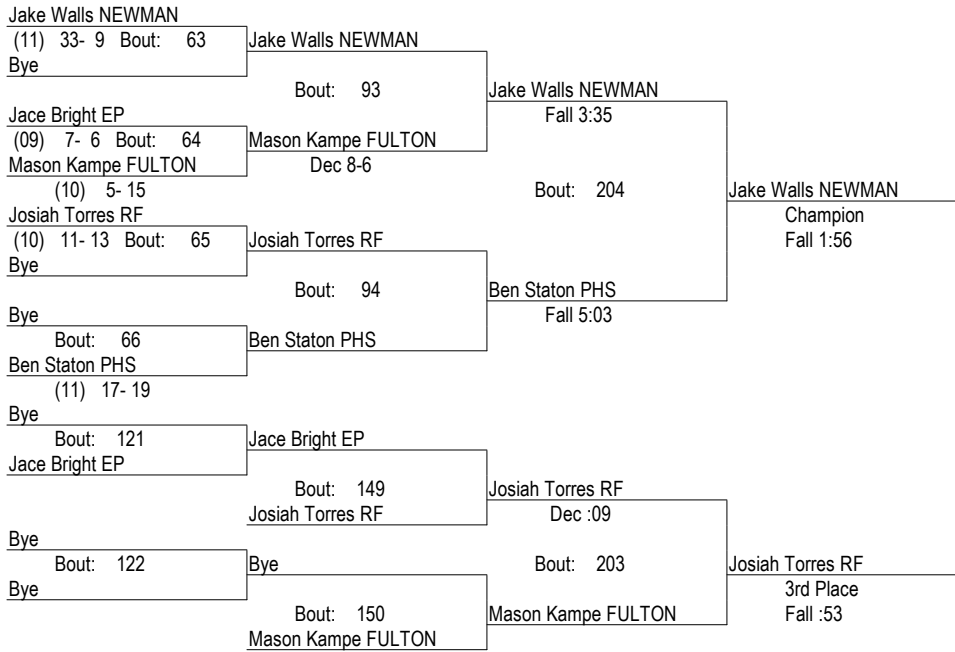 Jake Walls NEWMAN
(11) 33- 9 Bout: 63 Jake Walls NEWMAN
Bye
Bout: 93 Jake Walls NEWMAN
Jace Bright EP Fall 3:35
(09) 7- 6 Bout: 64 Mason Kampe FULTON
Mason Kampe FULTON Dec 8-6
(10) 5- 15 Bout: 204 Jake Walls NEWMAN
Josiah Torres RF Champion
(10) 11- 13 Bout: 65 Josiah Torres RF Fall 1:56
Bye
Bout: 94 Ben Staton PHS
Bye Fall 5:03
Bout: 66 Ben Staton PHS
Ben Staton PHS
(11) 17- 19
Bye
Bout: 121 Jace Bright EP
Jace Bright EP
Bout: 149 Josiah Torres RF
Josiah Torres RF Dec :09
Bye
Bout: 122 Bye Bout: 203 Josiah Torres RF
Bye 3rd Place
Bout: 150 Mason Kampe FULTON Fall :53
Mason Kampe FULTON